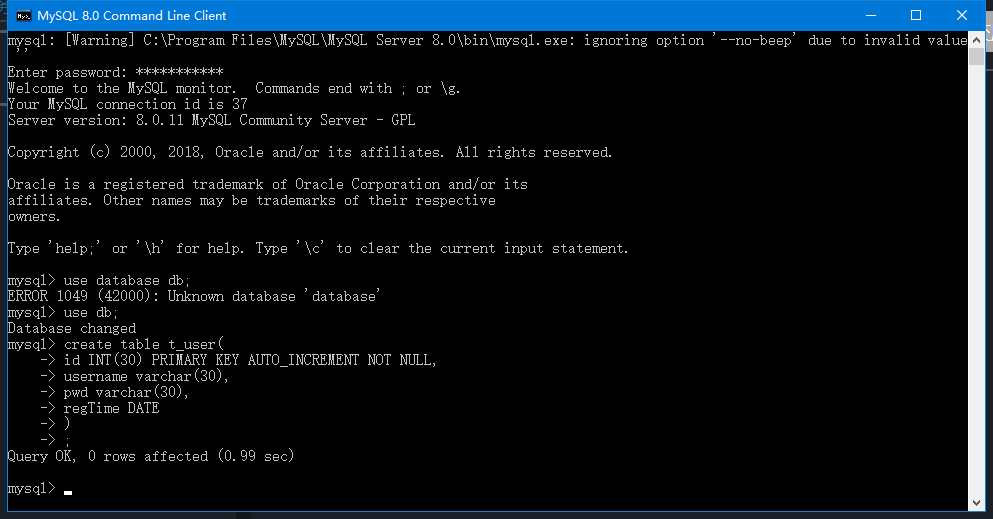 MySQL 8.0 Command Line Client
mysql: [Warning] C:\Program Files\MySQL\MySQL Server 8.0\bin\mysql.exe: ignoring option '--no-beep' due to invalid value
''.
Enter password: ***********
Welcome to the MySQL monitor.  Commands end with ; or \g.
Your MySQL connection id is 37
Server version: 8.0.11 MySQL Community Server - GPL
Copyright (c) 2000, 2018, Oracle and/or its affiliates. All rights reserved.
Oracle is a registered trademark of Oracle Corporation and/or its
affiliates. Other names may be trademarks of their respective
owners.
Type 'help;' or '\h' for help. Type '\c' to clear the current input statement.
mysql> use database db;
ERROR 1049 (42000): Unknown database 'database'
mysql> use db;
Database changed
mysql> create table t_user(
    -> id INT(30) PRIMARY KEY AUTO_INCREMENT NOT NULL,
    -> username varchar(30),
    -> pwd varchar(30),
    -> regTime DATE
    -> )
    -> ;
Query OK, 0 rows affected (0.99 sec)
mysql>